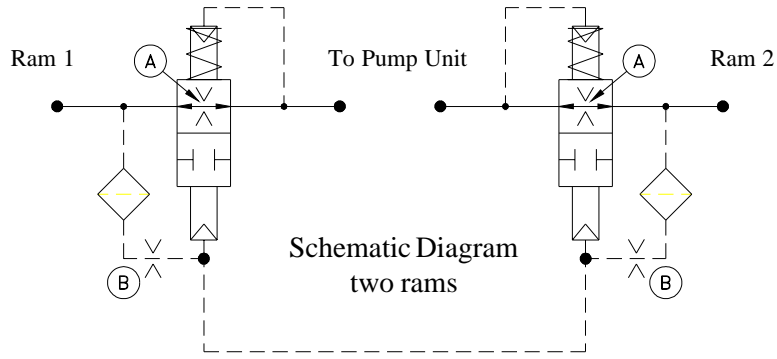 Ram 1
A
To Pump Unit
A
Ram 2
B
Schematic Diagram
two rams
B